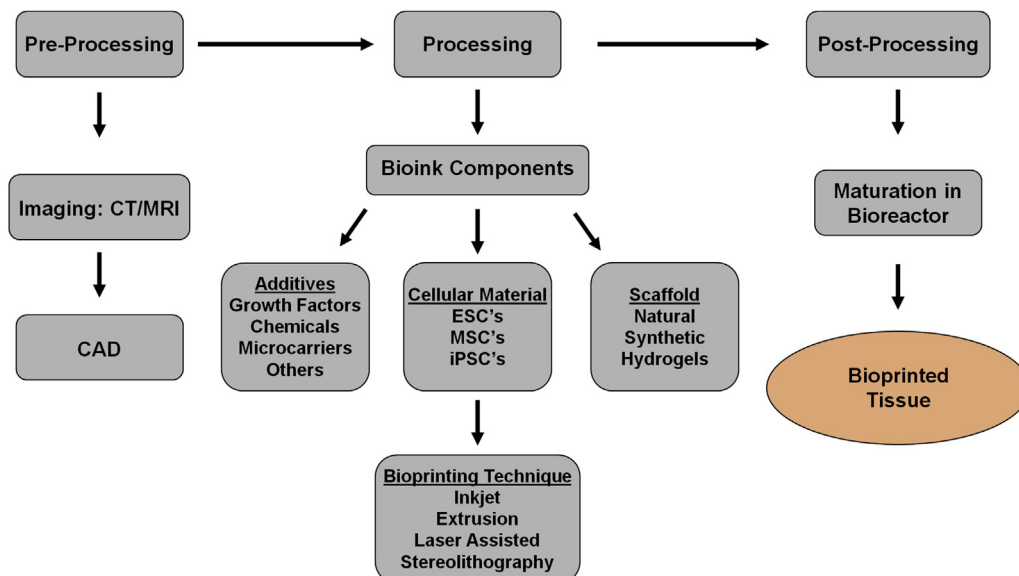 Pre-Processing
Processing
Post-Processing
Bioink Components
Imaging: CT/MRI
Maturation in
Bioreactor
Additives
Growth Factors
Chemicals
Microcarriers
Others
Cellular Material
ESC’s
MSC’s
iPSC’s
Scaffold
Natural
Synthetic
Hydrogels
CAD
Bioprinted
Tissue
Bioprinting Technique
Inkjet
Extrusion
Laser Assisted
Stereolithography